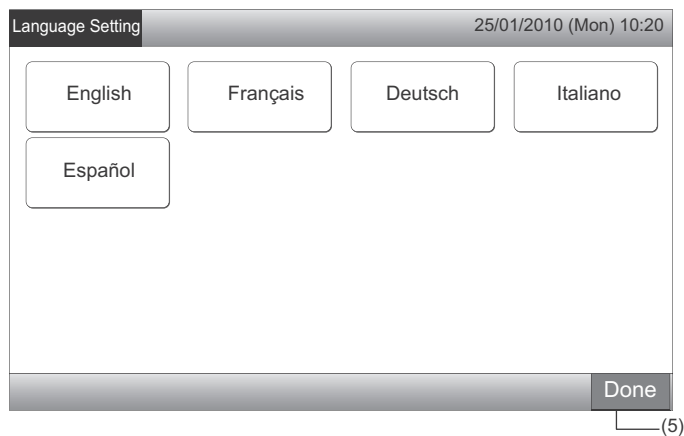 Language Setting 25/01/2010 (Mon) 10:20
English Français Deutsch Italiano
Español
Done
(5)